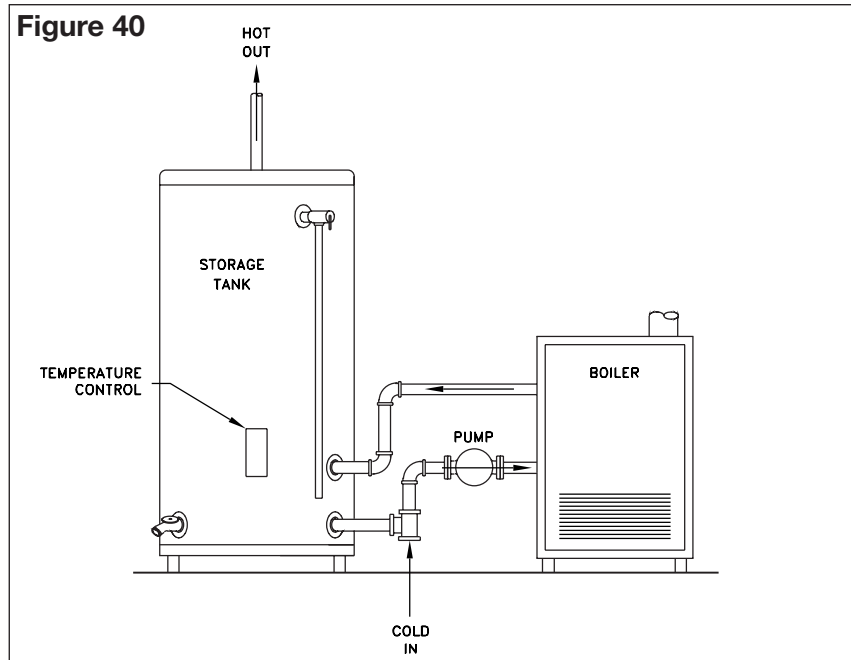 Figure 40
HOT
OUT
STORAGE
TANK
TEMPERATURE
CONTROL
BOILER
PUMP
COLD
IN